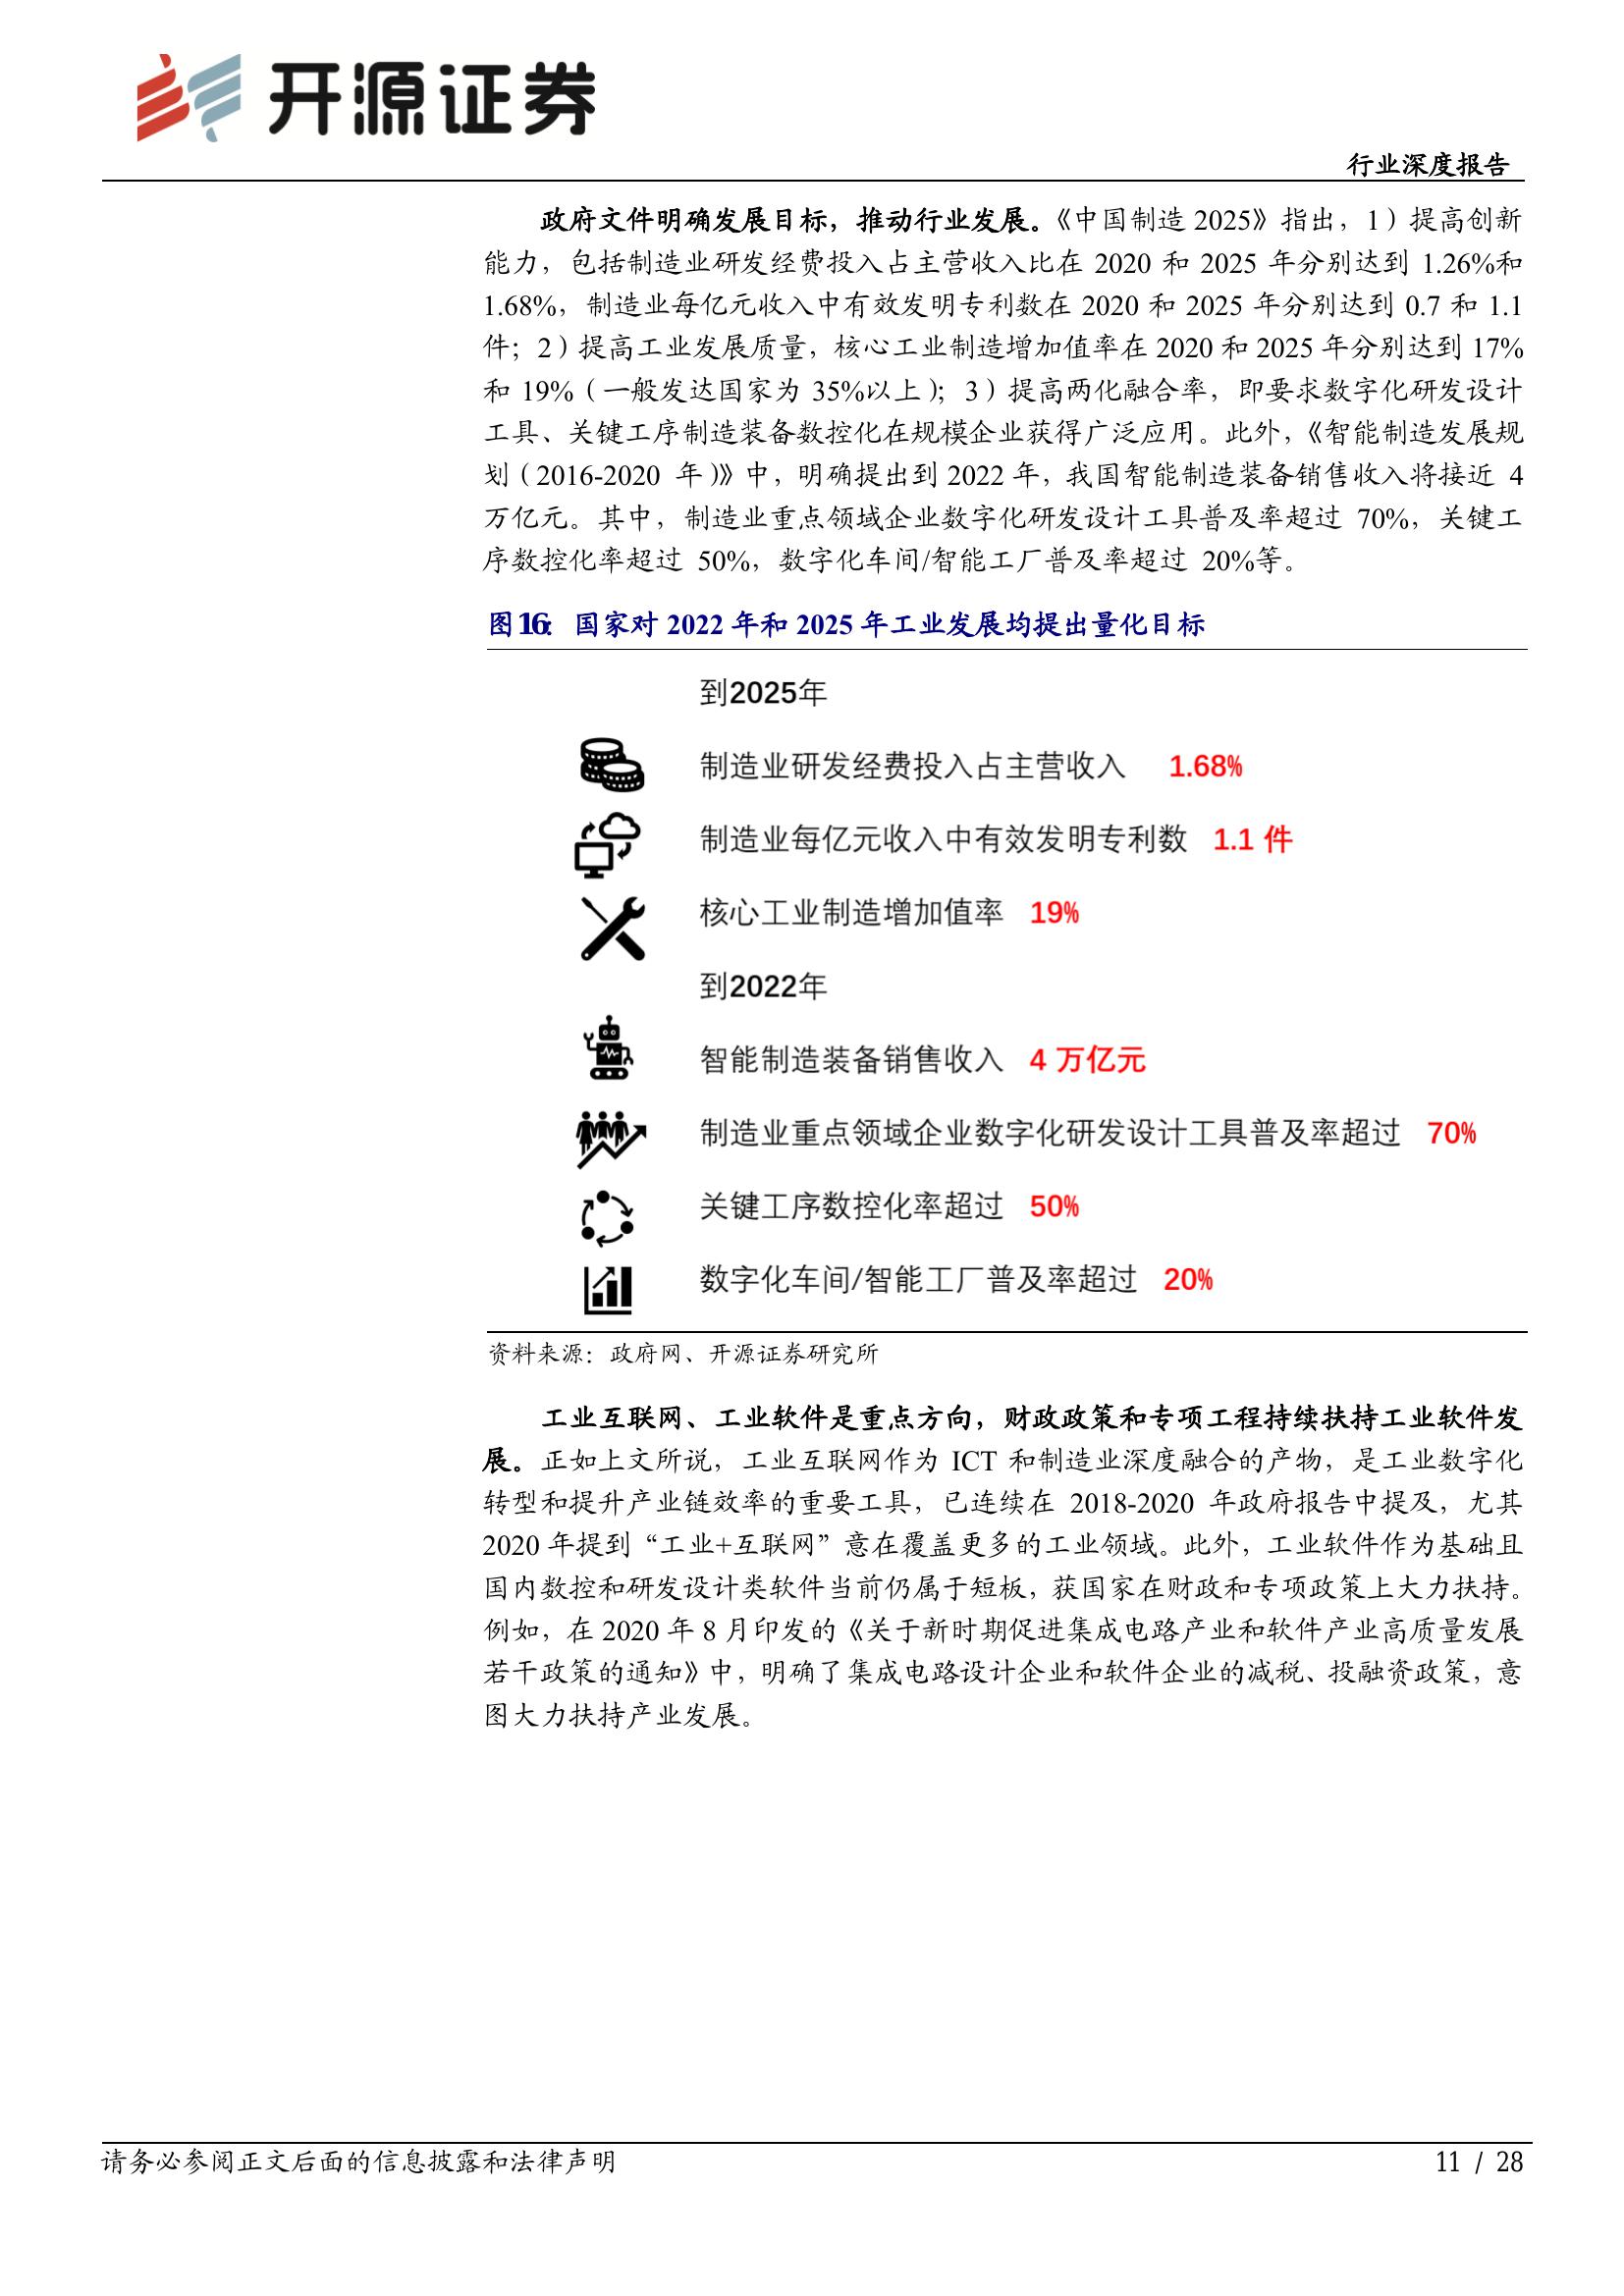 开源证券
行业深度报告
政府文件明确发展目标，推动行业发展。《中国制造 2025》指出，1）提高创新
能力，包括制造业研发经费投入占主营收入比在 2020 和 2025 年分别达到 1.26%和
1.68%，制造业每亿元收入中有效发明专利数在 2020 和 2025 年分别达到 0.7 和 1.1
件；2）提高工业发展质量，核心工业制造增加值率在 2020 和 2025 年分别达到 17%
和 19%（一般发达国家为 35%以上）；3）提高两化融合率，即要求数字化研发设计
工具、关键工序制造装备数控化在规模企业获得广泛应用。此外，《智能制造发展规
划（2016-2020 年）》中，明确提出到 2022 年，我国智能制造装备销售收入将接近 4
万亿元。其中，制造业重点领域企业数字化研发设计工具普及率超过 70%，关键工
序数控化率超过 50%，数字化车间/智能工厂普及率超过 20%等。
图16：国家对 2022 年和 2025 年工业发展均提出量化目标
到2025年
制造业研发经费投入占主营收入 1.68%
制造业每亿元收入中有效发明专利数 1.1 件
核心工业制造增加值率 19%
到2022年
智能制造装备销售收入 4 万亿元
制造业重点领域企业数字化研发设计工具普及率超过 70%
关键工序数控化率超过 50%
数字化车间/智能工厂普及率超过 20%
资料来源：政府网、开源证券研究所
工业互联网、工业软件是重点方向，财政政策和专项工程持续扶持工业软件发
展。正如上文所说，工业互联网作为 ICT 和制造业深度融合的产物，是工业数字化
转型和提升产业链效率的重要工具，已连续在 2018-2020 年政府报告中提及，尤其
2020 年提到“工业+互联网”意在覆盖更多的工业领域。此外，工业软件作为基础且
国内数控和研发设计类软件当前仍属于短板，获国家在财政和专项政策上大力扶持。
例如，在 2020 年 8 月印发的《关于新时期促进集成电路产业和软件产业高质量发展
若干政策的通知》中，明确了集成电路设计企业和软件企业的减税、投融资政策，意
图大力扶持产业发展。
请务必参阅正文后面的信息披露和法律声明
11 / 28